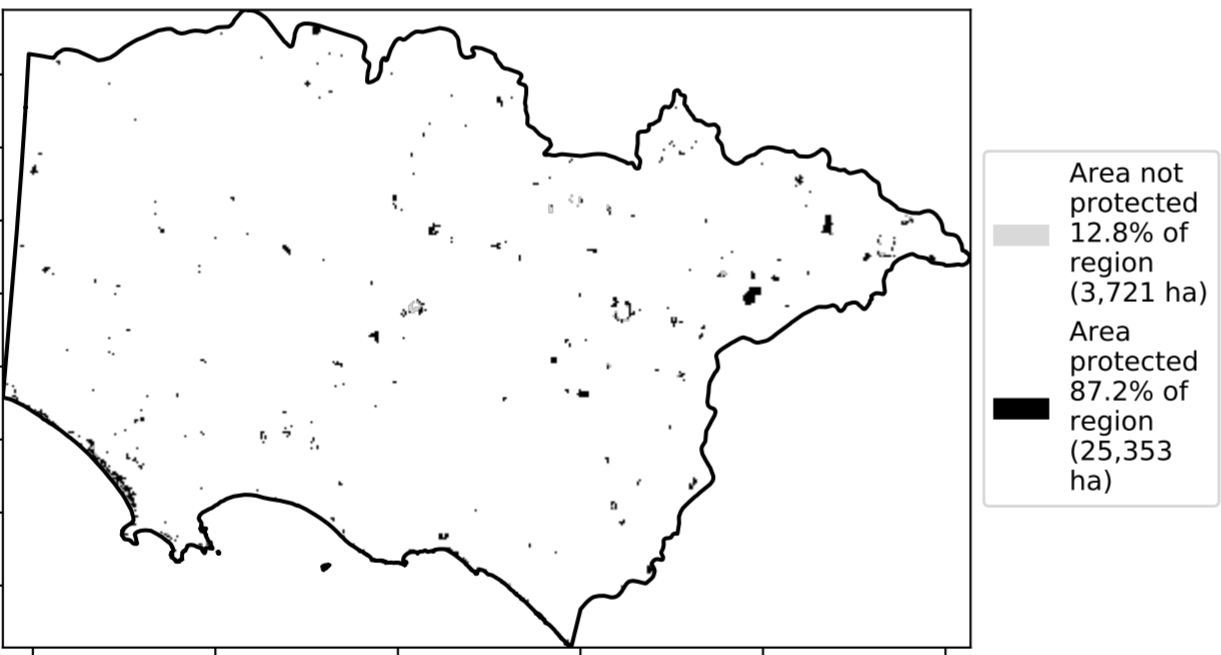 Area not
protected
12.8% of
region
(3,721 ha)
Area
protected
87.2% of
region
(25,353
ha)